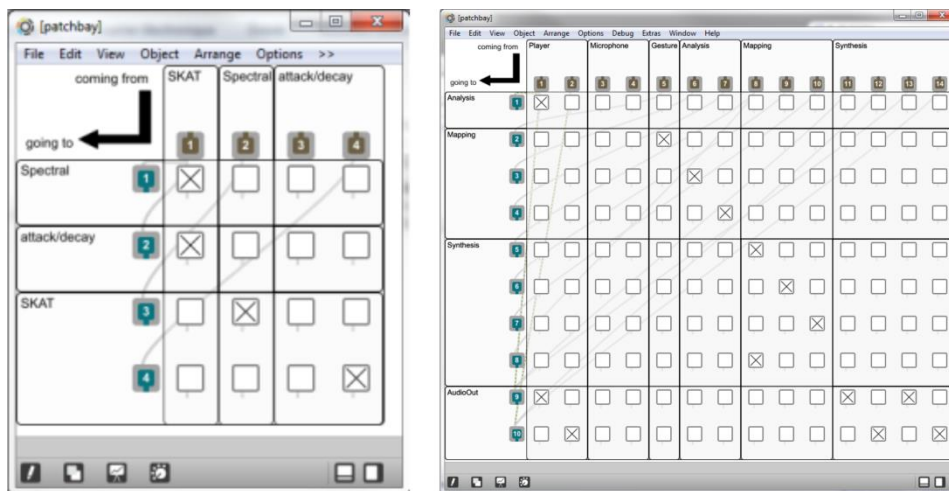 [patchbay]
File Edit View Object Arrange Options >>
coming from SKAT Spectral attack/decay
going to 1 2 3 4
Spectral 1
attack/decay 2
SKAT 3
4
[patchbay]
File Edit View Object Arrange Options Debug Extras Window Help
coming from Player Microphone Gesture Analysis Mapping Synthesis
going to 1 2 3 4 5 6 7 8 9 10 11 12 13 14
Analysis 1
Mapping 2
3
4
Synthesis 5
6
7
8
AudioOut 9
10